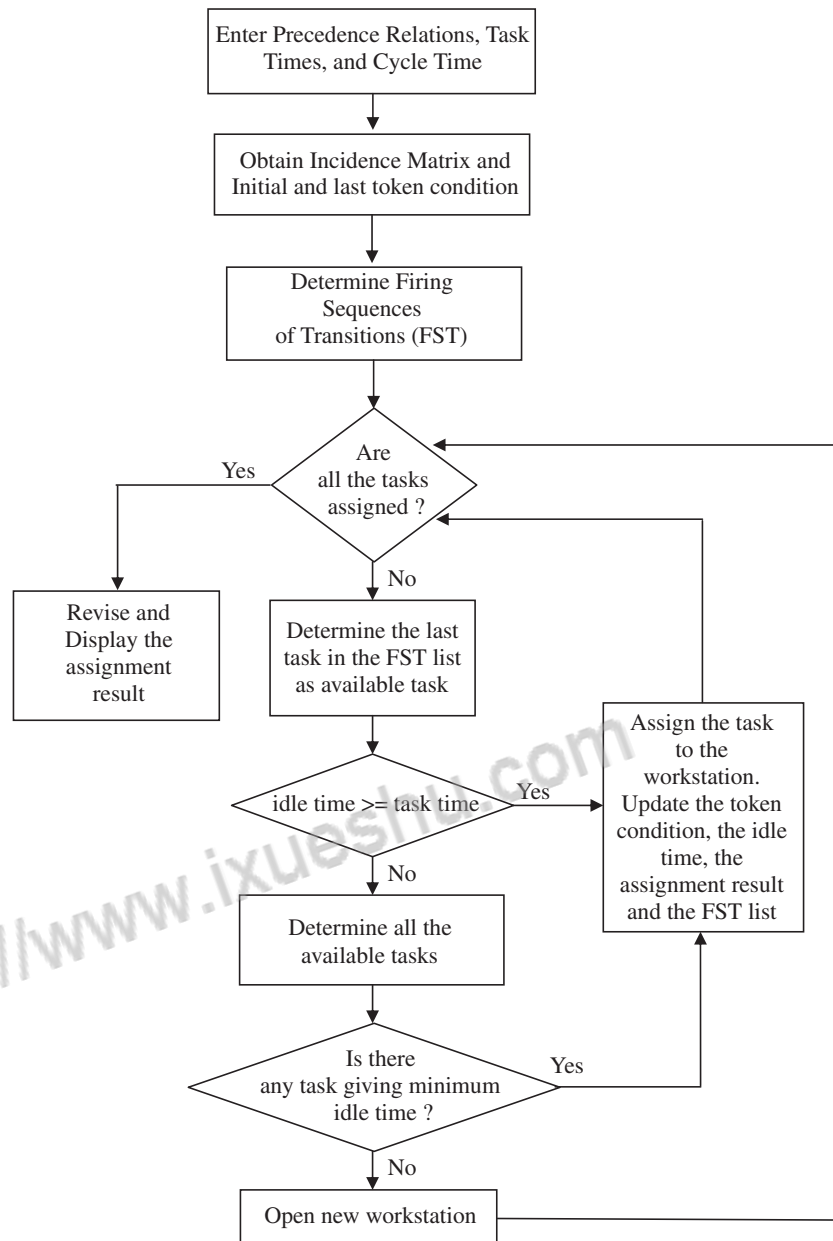 Enter Precedence Relations, Task
Times, and Cycle Time
Obtain Incidence Matrix and
Initial and last token condition
Determine Firing
Sequences
of Transitions (FST)
Are
all the tasks
assigned ?
Yes
No
Revise and
Display the
assignment
result
Determine the last
task in the FST list
as available task
idle time >= task time
Yes
No
Assign the task
to the
workstation.
Update the token
condition, the idle
time, the
assignment result
and the FST list
Determine all the
available tasks
Is there
any task giving minimum
idle time ?
Yes
No
Open new workstation
//www.ixueshu.com